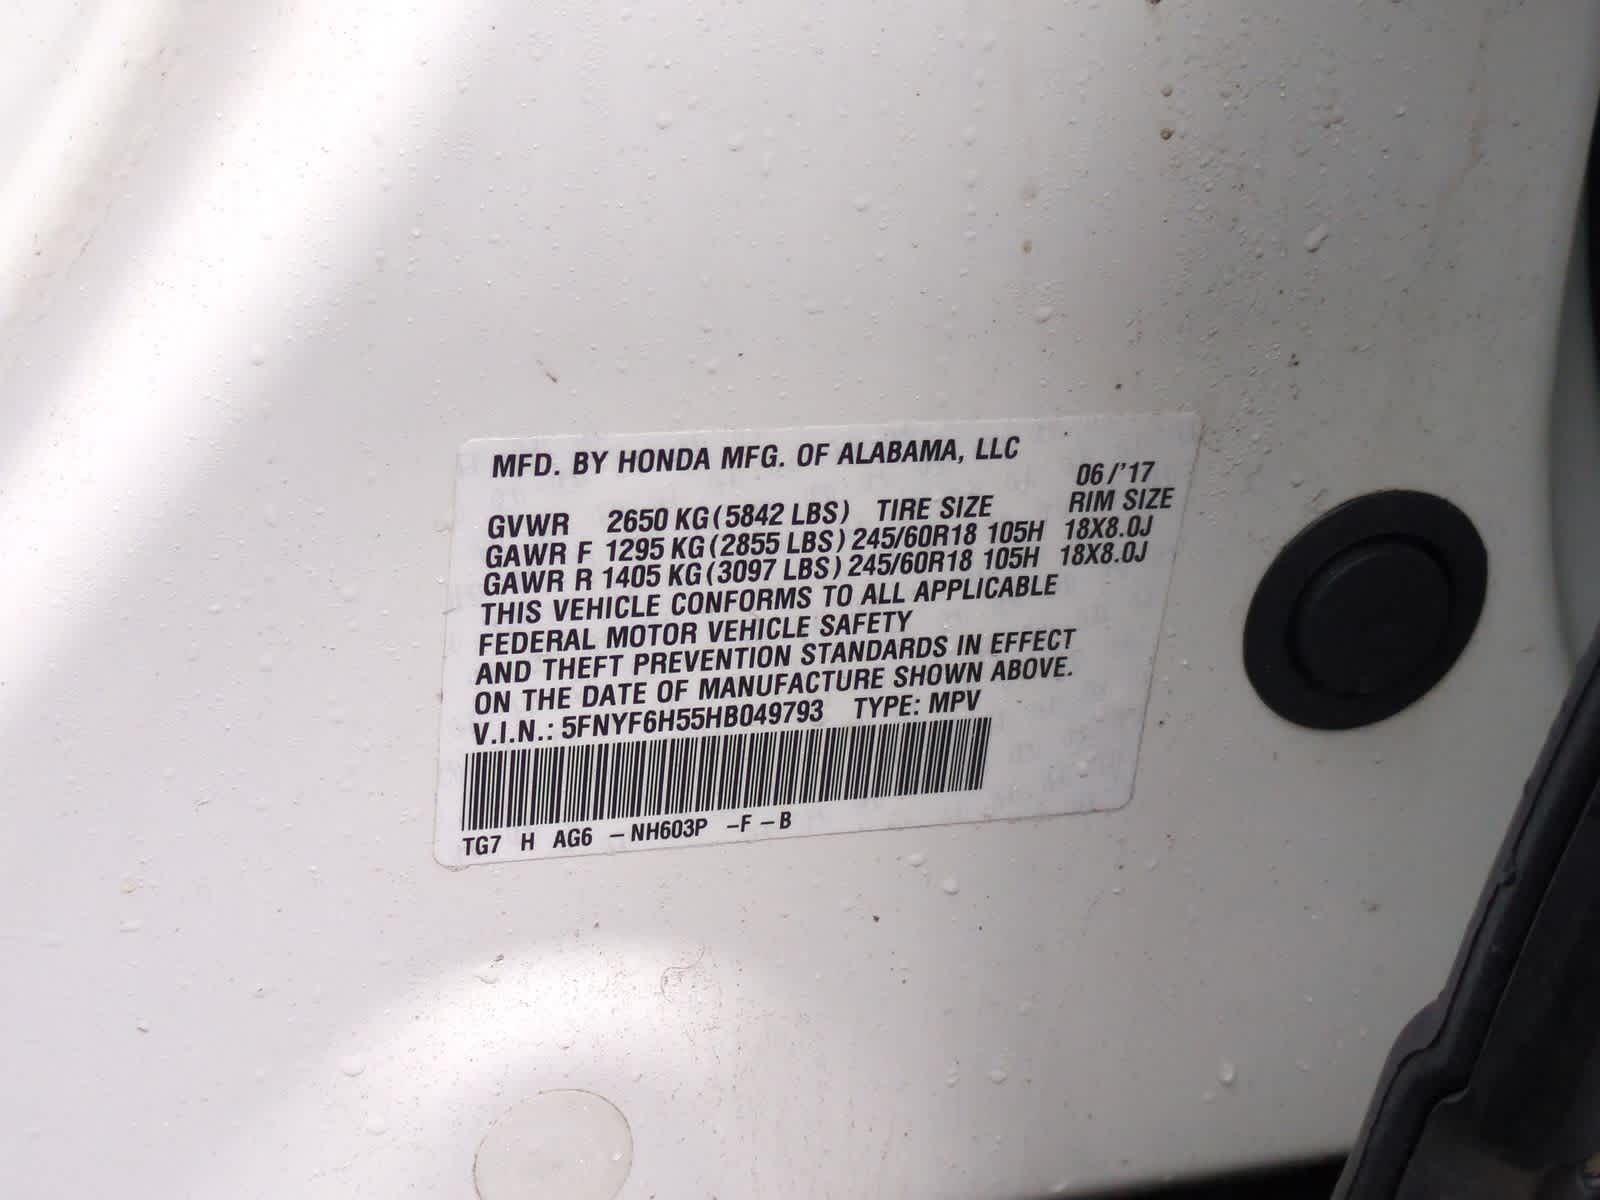 MFD. BY HONDA MFG. OF ALABAMA, LLC
06/'17
GVWR 2650 KG(5842 LBS) TIRE SIZE RIM SIZE
GAWR F 1295 KG(2855 LBS) 245/60R18 105H 18X8.0J
GAWR R 1405 KG(3097 LBS) 245/60R18 105H 18X8.0J
THIS VEHICLE CONFORMS TO ALL APPLICABLE
FEDERAL MOTOR VEHICLE SAFETY
AND THEFT PREVENTION STANDARDS IN EFFECT
ON THE DATE OF MANUFACTURE SHOWN ABOVE.
V.I.N.: 5FNYF6H55HB049793 TYPE: MPV
TG7 H AG6 -NH603P -F-B